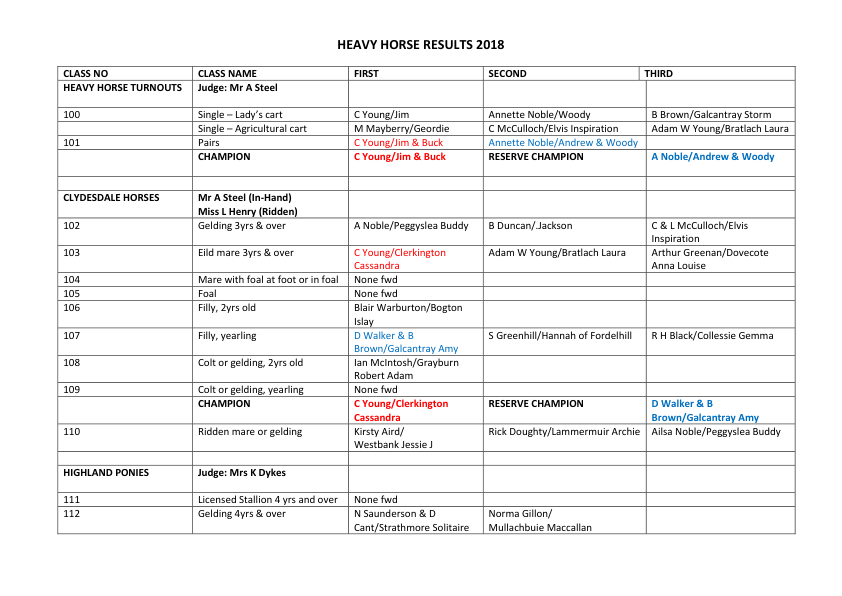 HEAVY HORSE RESULTS 2018
CLASS NO CLASS NAME FIRST SECOND THIRD
HEAVY HORSE TURNOUTS Judge: Mr A Steel
100 Single – Lady's cart C Young/Jim Annette Noble/Woody B Brown/Galcantray Storm
Single – Agricultural cart M Mayberry/Geordie C McCulloch/Elvis Inspiration Adam W Young/Bratlach Laura
101 Pairs C Young/Jim & Buck Annette Noble/Andrew & Woody
CHAMPION C Young/Jim & Buck RESERVE CHAMPION A Noble/Andrew & Woody
CLYDESDALE HORSES Mr A Steel (In-Hand)
Miss L Henry (Ridden)
102 Gelding 3yrs & over A Noble/Peggyslea Buddy B Duncan/.Jackson C & L McCulloch/Elvis
Inspiration
103 Eild mare 3yrs & over C Young/Clerkington Adam W Young/Bratlach Laura Arthur Greenan/Dovecote
Cassandra Anna Louise
104 Mare with foal at foot or in foal None fwd
105 Foal None fwd
106 Filly, 2yrs old Blair Warburton/Bogton
Islay
107 Filly, yearling D Walker & B S Greenhill/Hannah of Fordelhill R H Black/Collessie Gemma
Brown/Galcantray Amy
108 Colt or gelding, 2yrs old Ian McIntosh/Grayburn
Robert Adam
109 Colt or gelding, yearling None fwd
CHAMPION C Young/Clerkington RESERVE CHAMPION D Walker & B
Cassandra Brown/Galcantray Amy
110 Ridden mare or gelding Kirsty Aird/ Rick Doughty/Lammermuir Archie Ailsa Noble/Peggyslea Buddy
Westbank Jessie J
HIGHLAND PONIES Judge: Mrs K Dykes
111 Licensed Stallion 4 yrs and over None fwd
112 Gelding 4yrs & over N Saunderson & D Norma Gillon/
Cant/Strathmore Solitaire Mullachbuie Maccallan